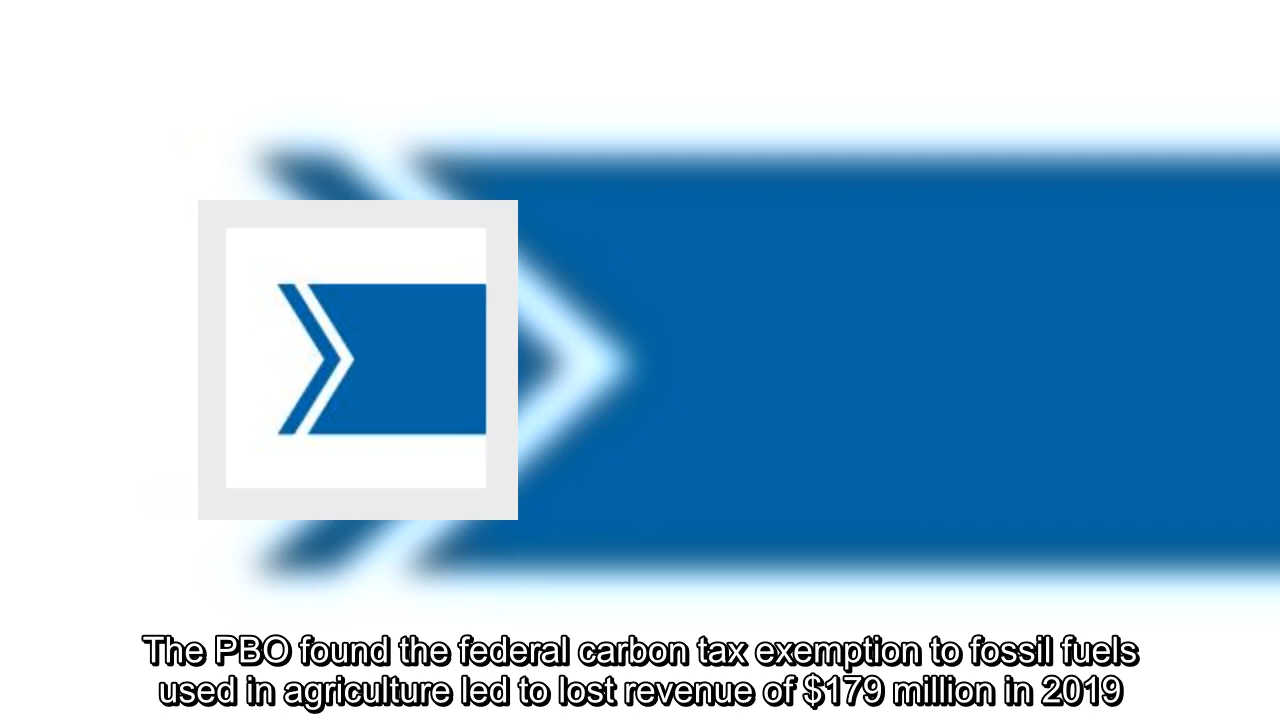 The PBO found the federal carbon tax exemption to fossil fuels
used in agriculture led to lost revenue of $179 million in 2019